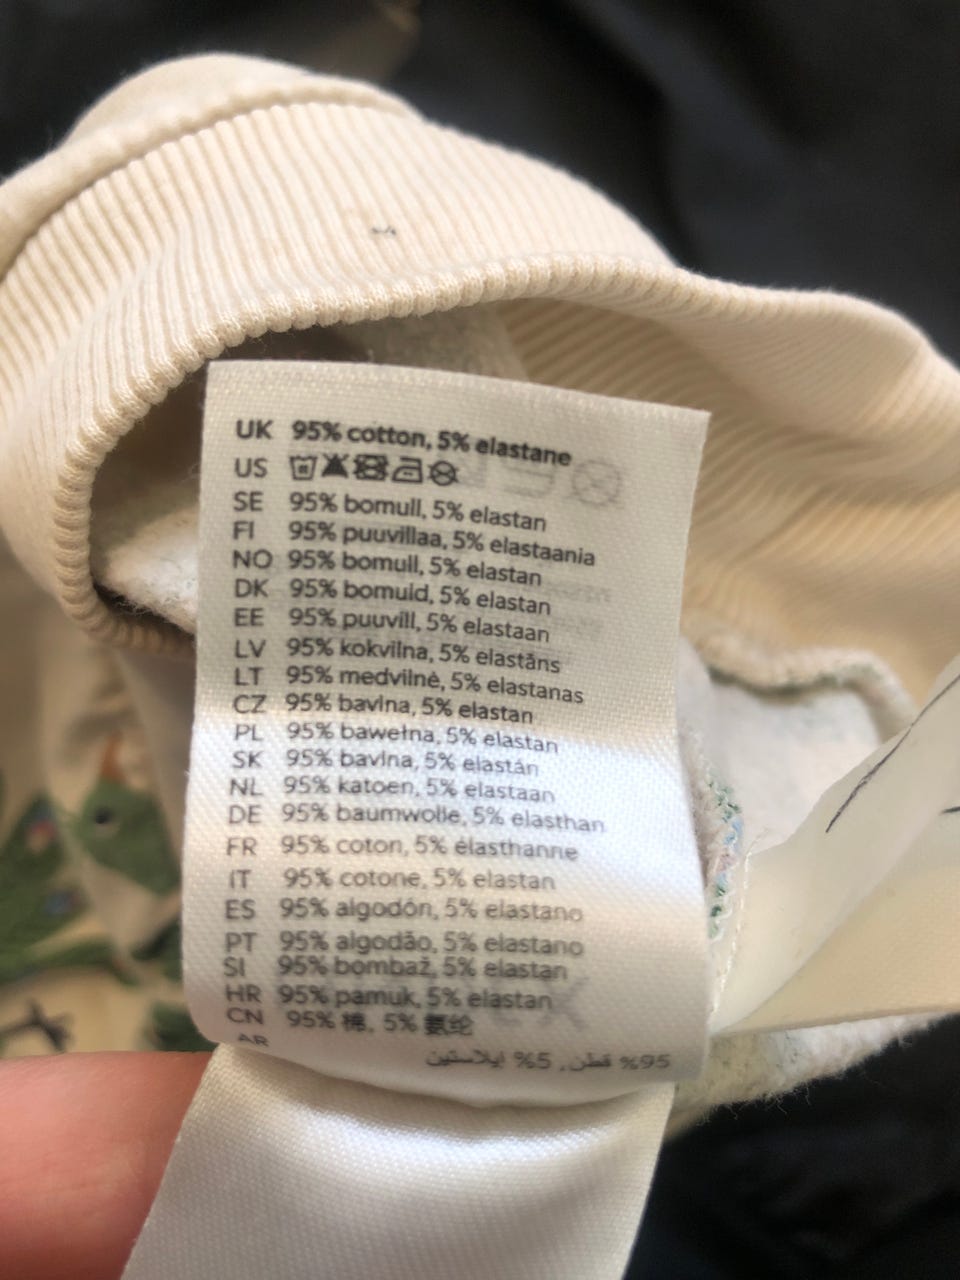 UK 95% cotton, 5% elastane
US
SE 95% bomull, 5% elastan
FI 95% puuvillaa, 5% elastaania
NO 95% bomull, 5% elastan
DK 95% bomuld, 5% elastan
EE 95% puuvill, 5% elastaan
LV 95% kokvilna, 5% elastāns
LT 95% medvilnė, 5% elastanas
CZ 95% bavlna, 5% elastan
PL 95% bawełna, 5% elastan
SK 95% bavlna, 5% elastán
NL 95% katoen, 5% elastaan
DE 95% baumwolle, 5% elasthan
FR 95% coton, 5% élasthanne
IT 95% cotone, 5% elastan
ES 95% algodón, 5% elastano
PT 95% algodão, 5% elastano
SI 95% bombaž, 5% elastan
HR 95% pamuk, 5% elastan
CN 95% 棉, 5% 氨纶
AR
95% قطن, 5% إيلاستين